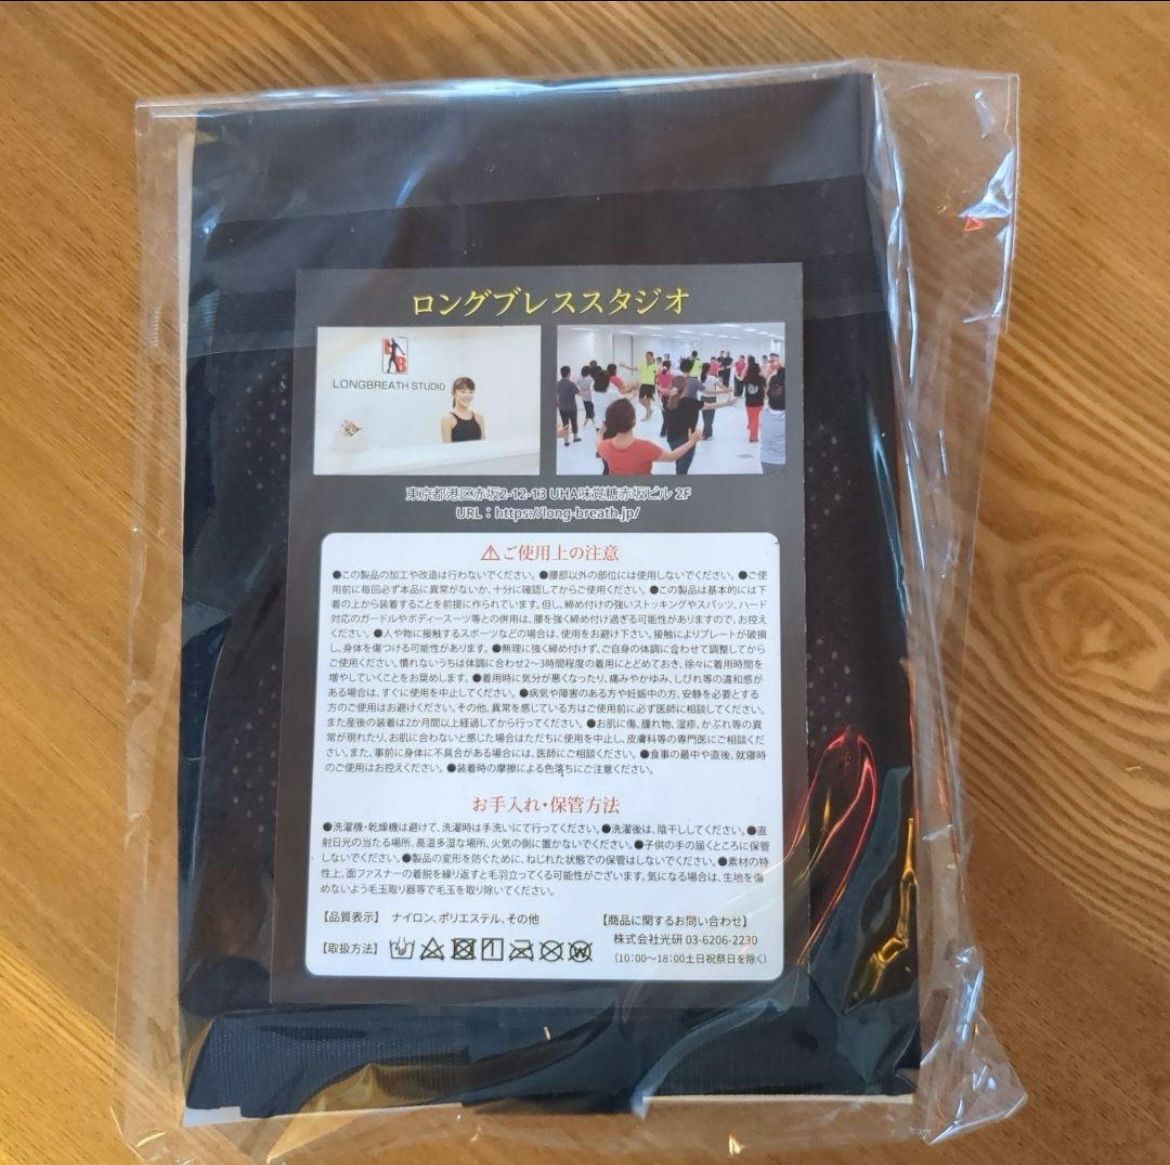 ロングブレススタジオ
LB
LONGBREATH STUDIO
東京都港区赤坂2-12-13 UHA味覚糖赤坂ビル 2F
URL：https://long-breath.jp/
⚠ご使用上の注意
●この製品の加工や改造は行わないでください。●腰部以外の部位には使用しないでください。●ご使
用前に毎回必ず本品に異常がないか、十分に確認してからご使用ください。●この製品は基本的には下
着の上から装着することを前提に作られています。但し、締め付けの強いストッキングやスパッツ、ハード
対応のガードルやボディースーツ等との併用は、腰を強く締め付け過ぎる可能性がありますので、お控え
ください。●人や物に接触するスポーツなどの場合は、使用をお避け下さい。接触によりプレートが破損
し、身体を傷つける可能性があります。●無理に強く締め付けず、ご自身の体調に合わせて調整してから
ご使用ください。慣れないうちは体調に合わせ2〜3時間程度の着用にとどめておき、徐々に着用時間を
増やしていくことをお奨めします。●着用時に気分が悪くなったり、痛みやかゆみ、しびれ等の違和感が
ある場合は、すぐに使用を中止してください。●病気や障害のある方や妊娠中の方、安静を必要とする
方のご使用はお避けください。その他、異常を感じている方はご使用前に必ず医師に相談してください。
また産後の装着は2か月間以上経過してから行ってください。●お肌に傷、腫れ物、湿疹、かぶれ等の異
常が現れたり、お肌に合わないと感じた場合はただちに使用を中止し、皮膚科等の専門医にご相談くだ
さい。また、事前に身体に不具合がある場合には、医師にご相談ください。●食事の最中や直後、就寝時
のご使用はお控えください。●装着時の摩擦による色落ちにご注意ください。
お手入れ・保管方法
●洗濯機・乾燥機は避けて、洗濯時は手洗いにて行ってください。●洗濯後は、陰干ししてください。●直
射日光の当たる場所、高温多湿な場所、火気の側に置かないでください。●子供の手の届くところに保管
しないでください。●製品の変形を防ぐために、ねじれた状態での保管はしないでください。●素材の特
性上、面ファスナーの着脱を繰り返すと毛羽立ってくる可能性がございます。気になる場合は、生地を傷
めないよう毛玉取り器等で毛玉を取り除いてください。
【品質表示】 ナイロン、ポリエステル、その他
【取扱方法】
【商品に関するお問い合わせ】
株式会社光研 03-6206-2230
(10：00〜18：00土日祝祭日を除く)